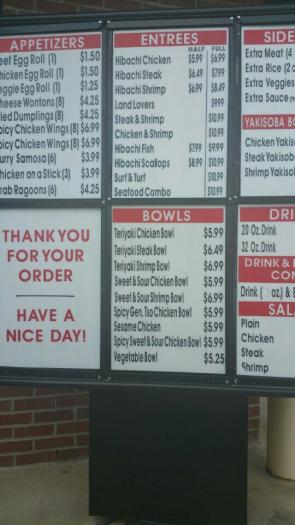 APPETIZERS
eef Egg Roll (1) $1.50
hicken Egg Roll (1) $1.50
eggie Egg Roll (1) $1.25
heese Wontons (8) $4.25
ried Dumplings (8) $4.25
picy Chicken Wings (8) $6.99
picy Chicken Wings (8) $6.99
urry Samosa (6) $3.99
hicken on a Stick (3) $3.99
rab Ragoons (6) $4.25
THANK YOU
FOR YOUR
ORDER
HAVE A
NICE DAY!
ENTREES
HALF FULL
Hibachi Chicken $5.99 $6.99
Hibachi Steak $6.49 $7.99
Hibachi Shrimp $6.99 $8.49
Land Lovers $9.99
Steak & Shrimp $10.99
Chicken & Shrimp $10.99
Hibachi Fish $7.99 $9.99
Hibachi Scallops $8.99 $10.99
Surf & Turf $10.99
Seafood Combo $10.99
BOWLS
Teriyaki Chicken Bowl $5.99
Teriyaki Steak Bowl $6.49
Teriyaki Shrimp Bowl $6.99
Sweet & Sour Chicken Bowl $5.99
Sweet & Sour Shrimp Bowl $6.99
Spicy Gen. Tso Chicken Bowl $5.99
Sesame Chicken $5.99
Spicy Sweet & Sour Chicken Bowl $5.99
Vegetable Bowl $5.25
SIDE
Extra Meat (4
Extra Rice (2
Extra Veggies
Extra Sauce
YAKISOBA BO
Chicken Yakis
Steak Yakisob
Shrimp Yakisol
DRI
20 Oz. Drink
32 Oz. Drink
DRINK &
CO
Drink ( oz.) &
SAL
Plain
Chicken
Steak
Shrimp